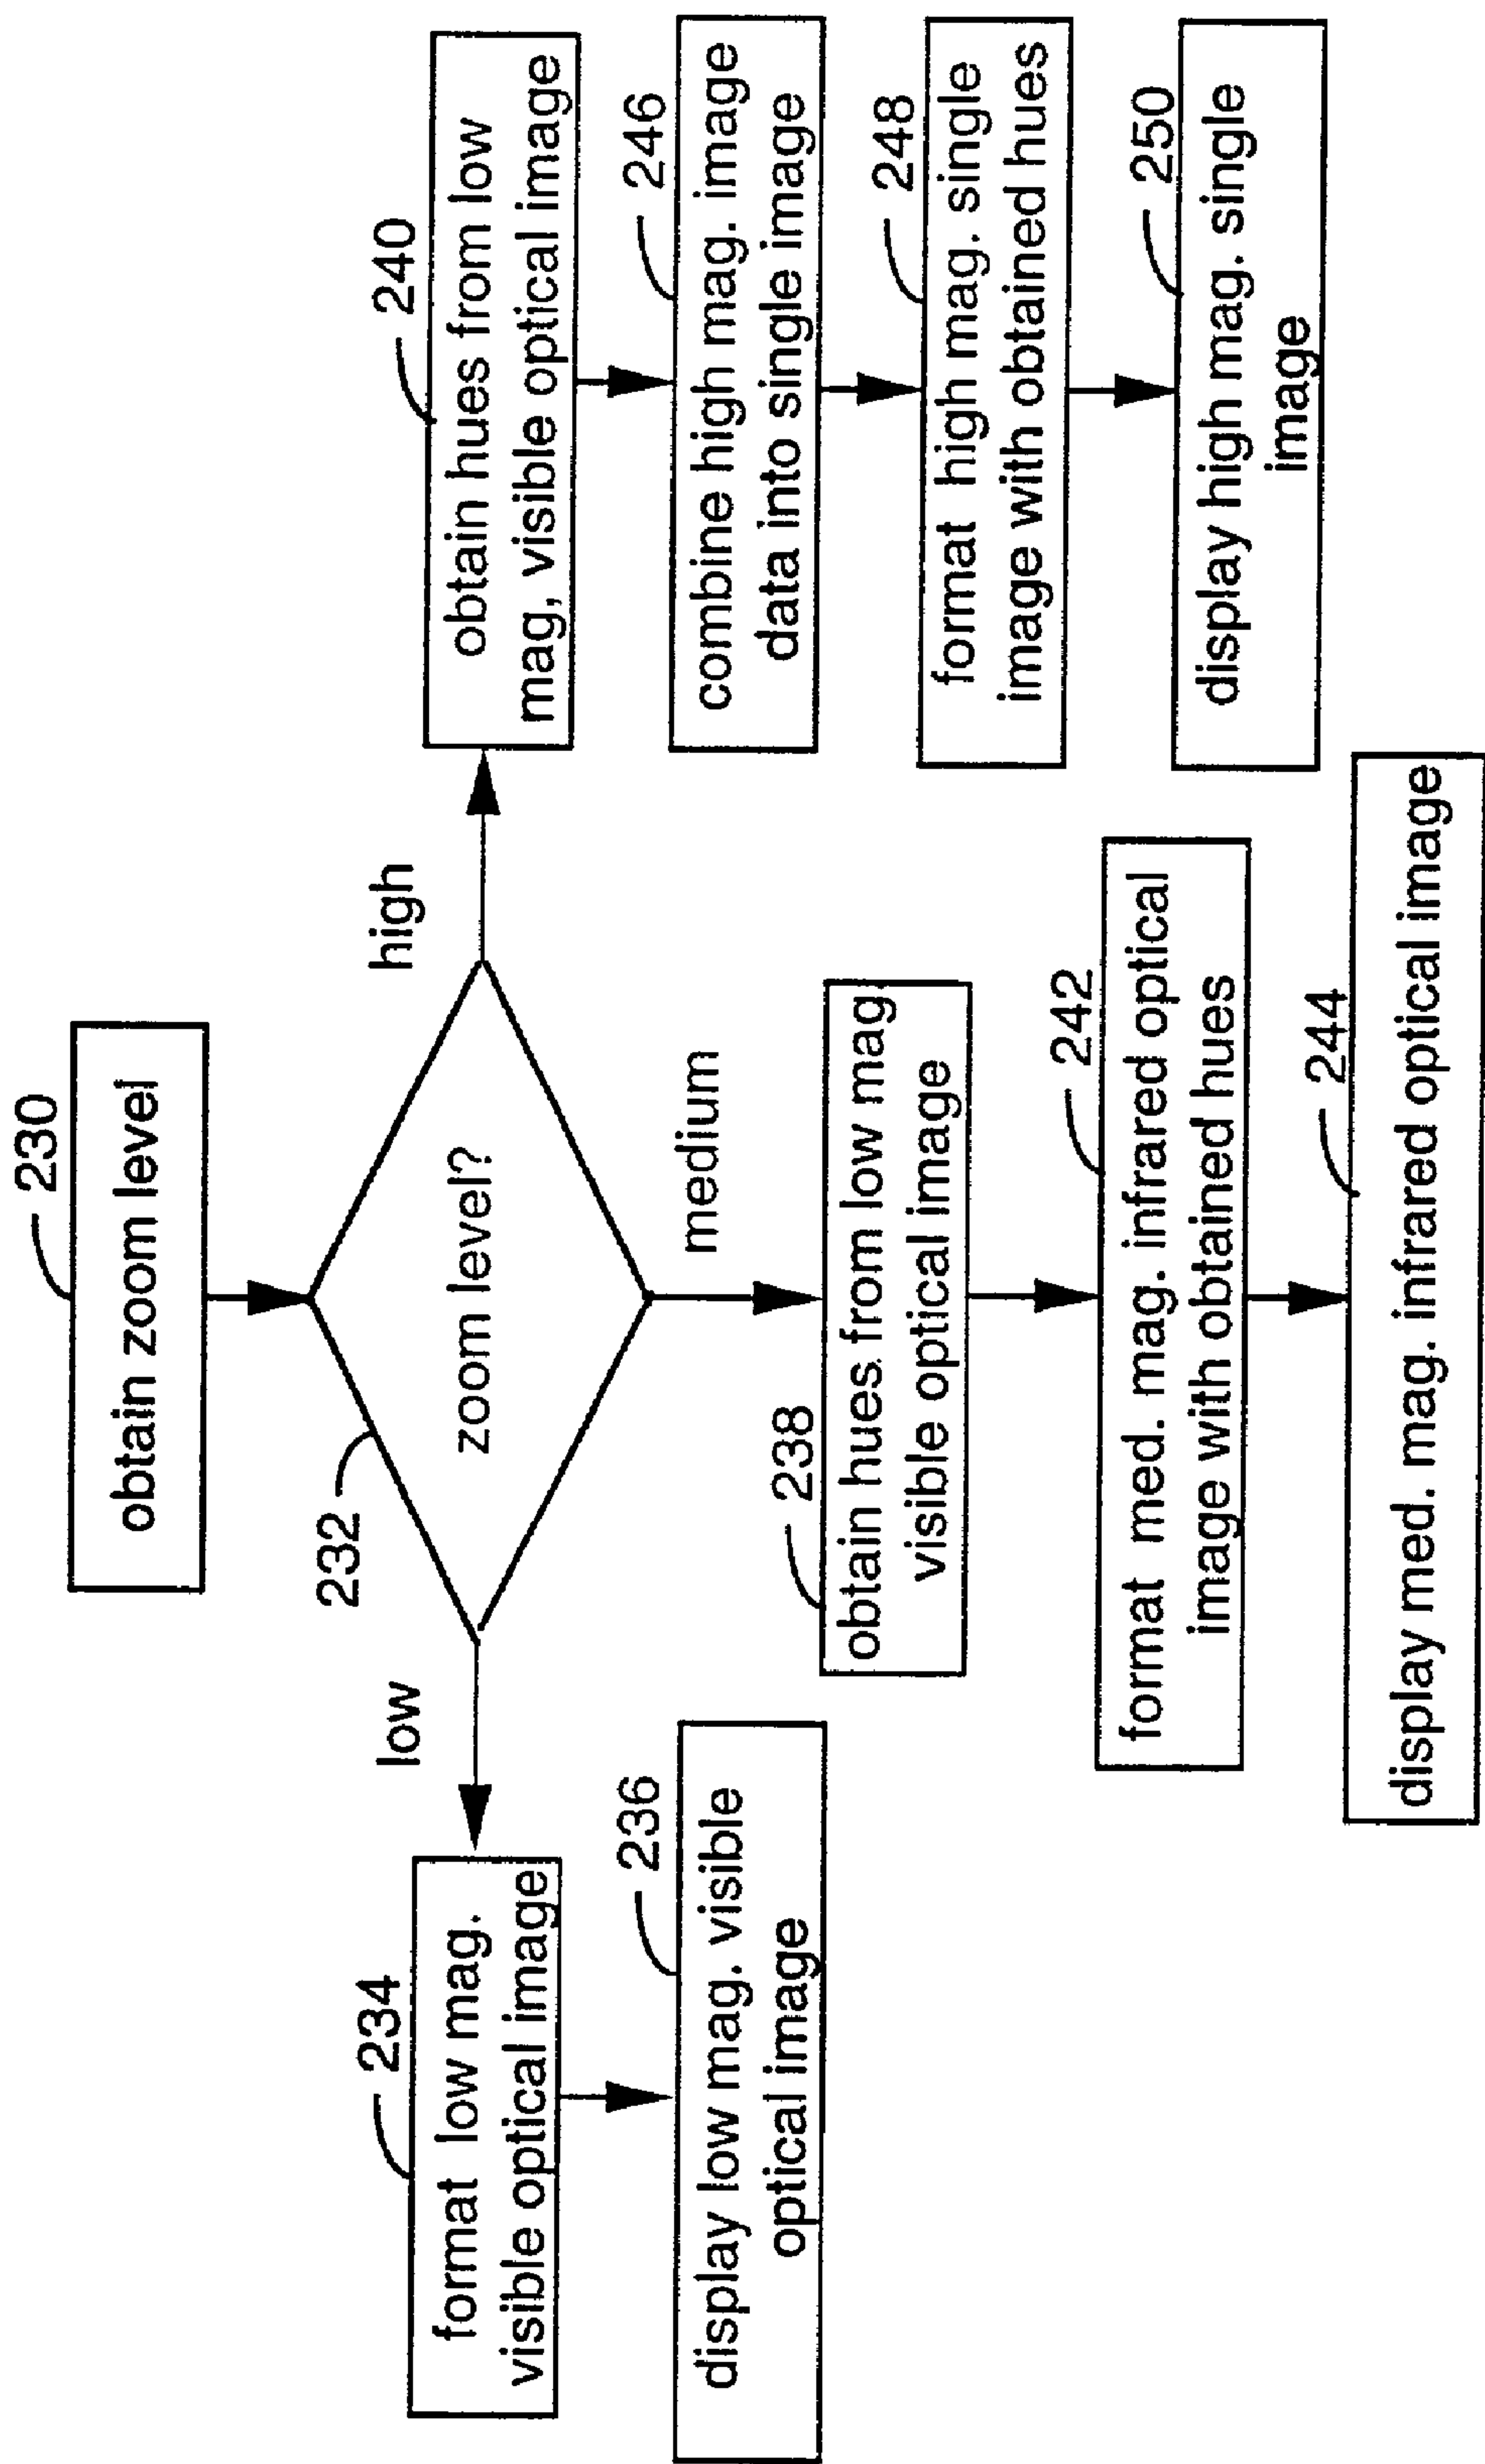 230
obtain zoom level
232
zoom level?
low
high
medium
234
format low mag.
visible optical image
236
display low mag. visible
optical image
238
obtain hues from low mag
visible optical image
242
format med. mag. infrared optical
image with obtained hues
244
display med. mag. infrared optical image
240
obtain hues from low
mag, visible optical image
246
combine high mag. image
data into single image
248
format high mag. single
image with obtained hues
250
display high mag. single
image